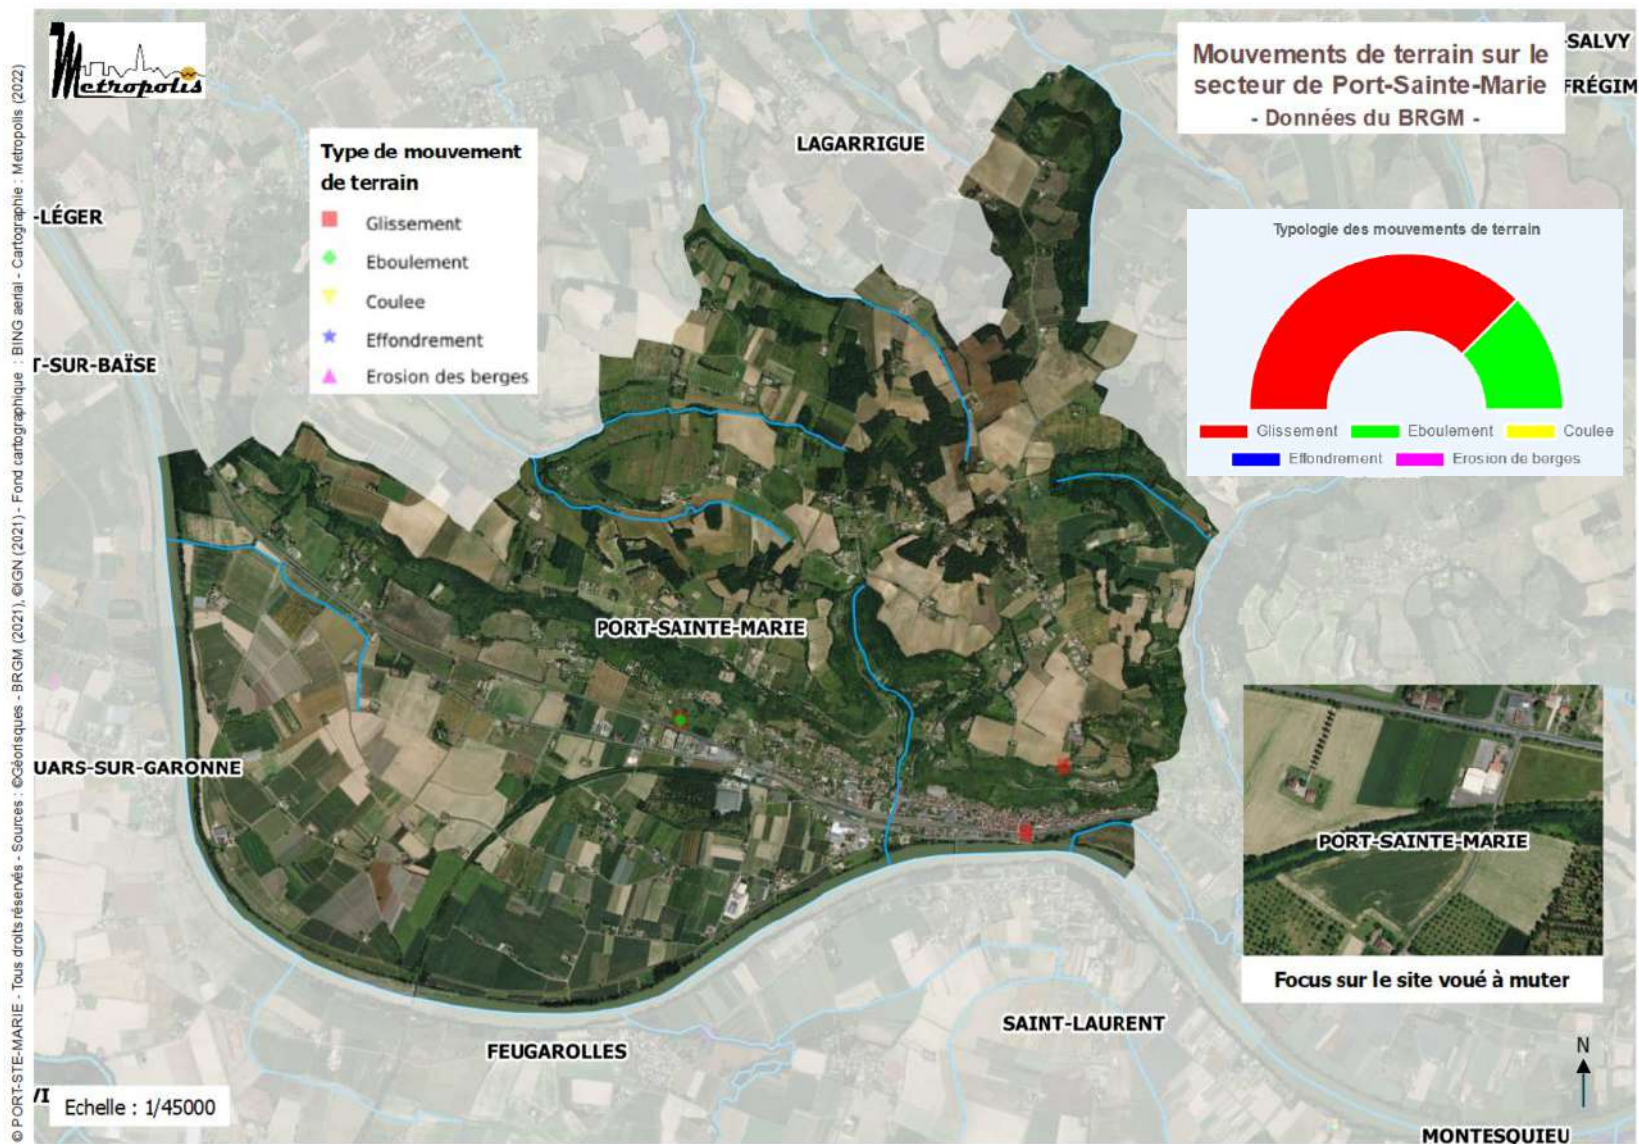 Metropolis
Mouvements de terrain sur le
secteur de Port-Sainte-Marie
- Données du BRGM -
-SALVY
FRÉGIM
LAGARRIGUE
Type de mouvement
de terrain
Glissement
Eboulement
Coulee
Effondrement
Erosion des berges
-LÉGER
T-SUR-BAÏSE
Typologie des mouvements de terrain
Glissement Eboulement Coulee
Effondrement Erosion de berges
PORT-SAINTE-MARIE
UARS-SUR-GARONNE
PORT-SAINTE-MARIE
Focus sur le site voué à muter
SAINT-LAURENT
FEUGAROLLES
N
VI
Echelle : 1/45000
MONTESQUIEU
© PORT-STE-MARIE - Tous droits réservés - Sources : ©Géorisques - BRGM (2021), ©IGN (2021) - Fond cartographique : BING aerial - Cartographie : Metropolis (2022)